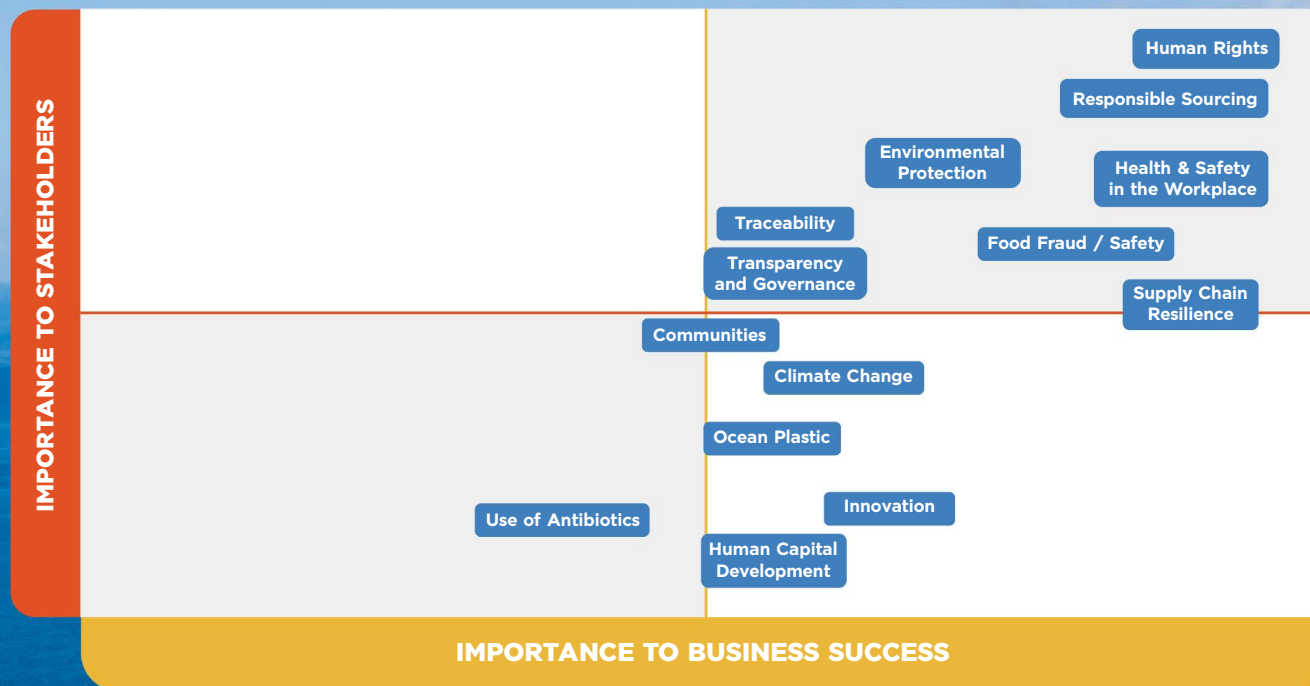 IMPORTANCE TO STAKEHOLDERS
Human Rights
Responsible Sourcing
Environmental
Protection
Health & Safety
in the Workplace
Traceability
Food Fraud / Safety
Transparency
and Governance
Supply Chain
Resilience
Communities
Climate Change
Ocean Plastic
Innovation
Use of Antibiotics
Human Capital
Development
IMPORTANCE TO BUSINESS SUCCESS